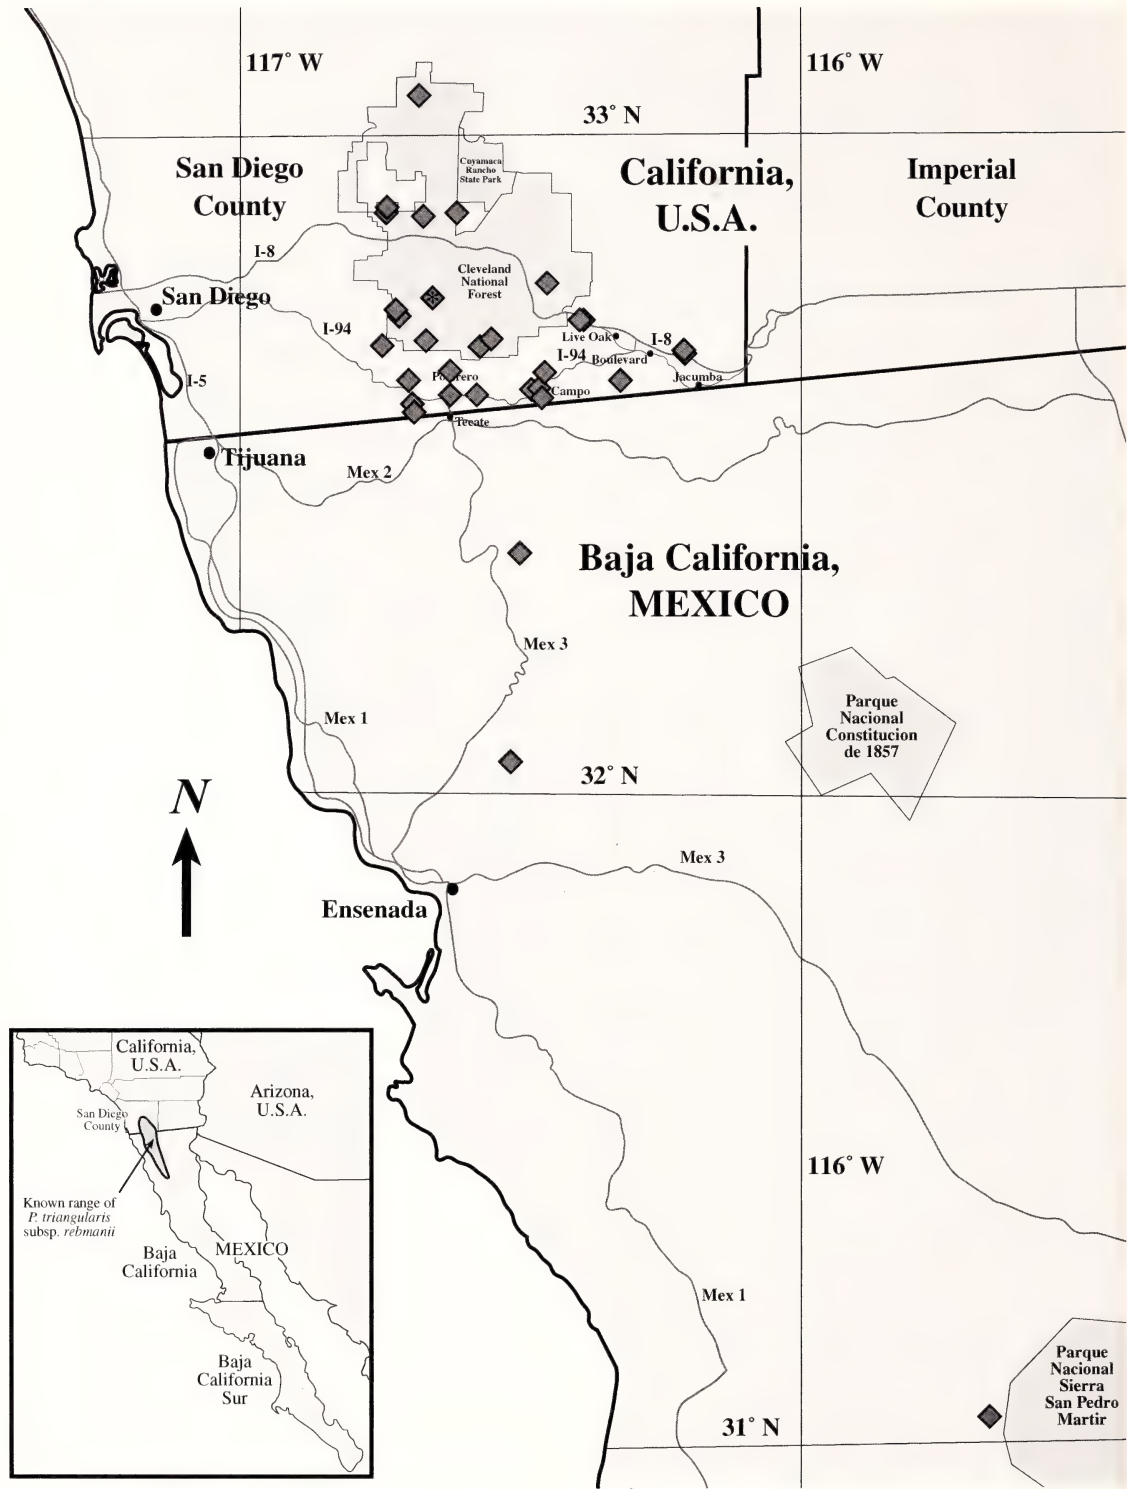 117° W
116° W
33° N
San Diego
County
Cuyamaca
Rancho
State Park
California,
U.S.A.
Imperial
County
I-8
Cleveland
National
Forest
San Diego
I-94
Live Oak
I-8
I-94
Boulevard
I-5
Potrero
Campo
Jacumba
Tecate
Tijuana
Mex 2
Baja California,
MEXICO
Mex 3
Parque
Nacional
Constitucion
de 1857
Mex 1
32° N
N
Mex 3
Ensenada
California,
U.S.A.
Arizona,
U.S.A.
San Diego
County
Known range of
P. triangularis
subsp. rebmanii
Baja
California
MEXICO
Baja
California
Sur
116° W
Mex 1
Parque
Nacional
Sierra
San Pedro
Martir
31° N